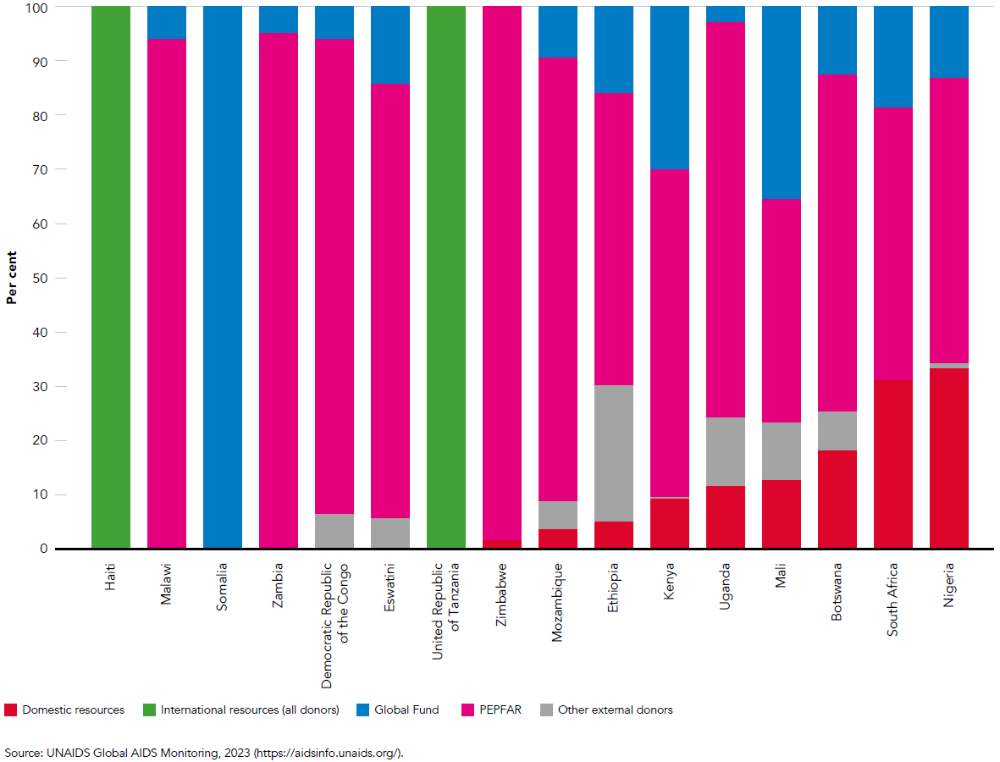 100
90
80
70
60
50
40
30
20
10
0
Per cent
Haiti
Malawi
Somalia
Zambia
Democratic Republic
of the Congo
Eswatini
United Republic
of Tanzania
Zimbabwe
Mozambique
Ethiopia
Kenya
Uganda
Mali
Botswana
South Africa
Nigeria
Domestic resources
International resources (all donors)
Global Fund
PEPFAR
Other external donors
Source: UNAIDS Global AIDS Monitoring, 2023 (https://aidsinfo.unaids.org/).